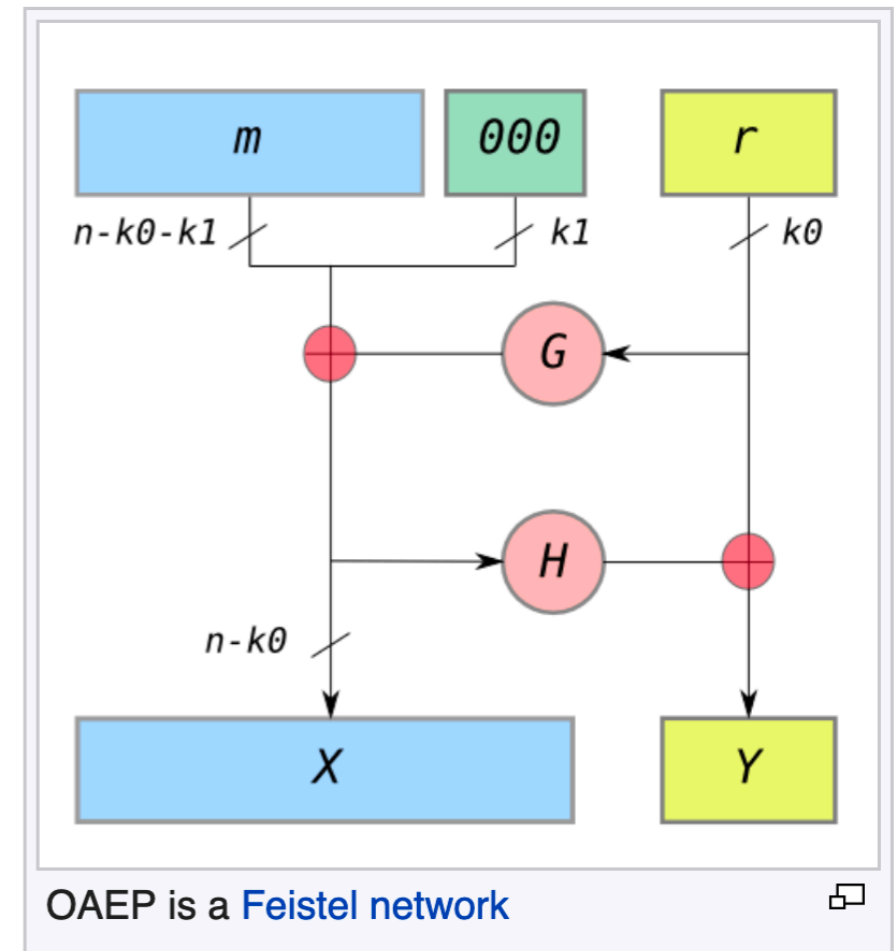 m 000 r
n-k0-k1 k1 k0
G
H
n-k0
X Y
OAEP is a Feistel network